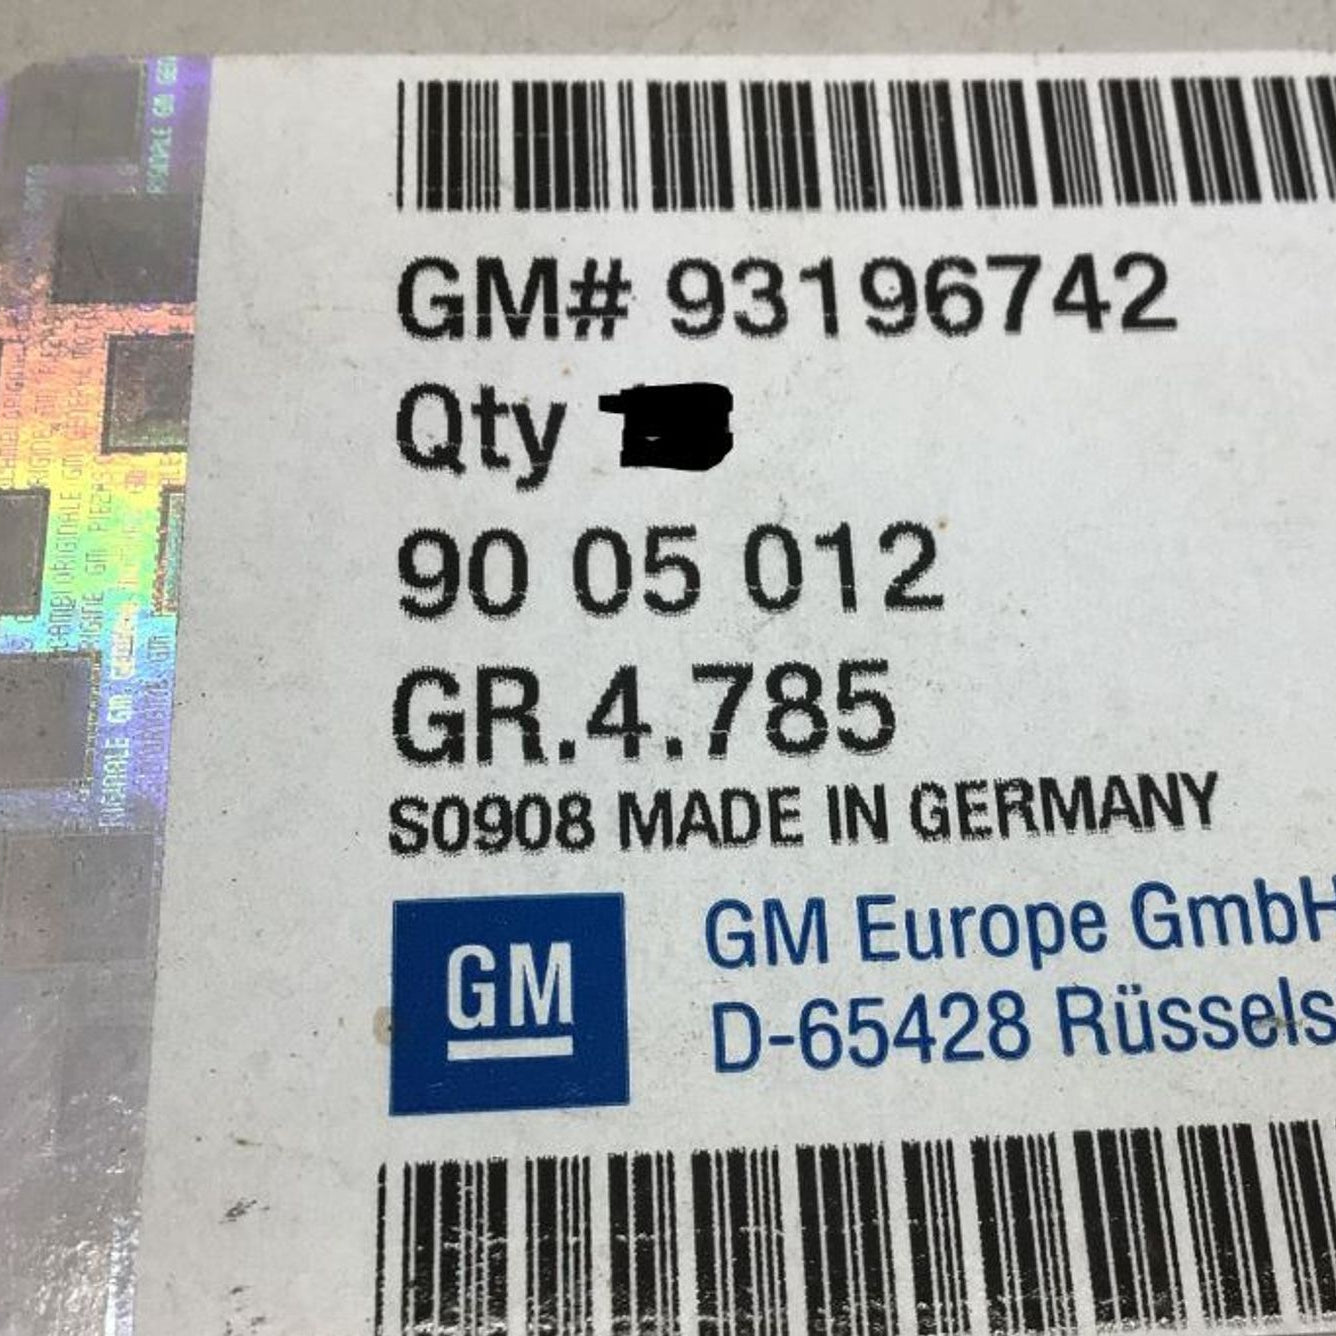 GM# 93196742
Qty
90 05 012
GR.4.785
S0908 MADE IN GERMANY
GM
GM Europe GmbH
D-65428 Rüssels